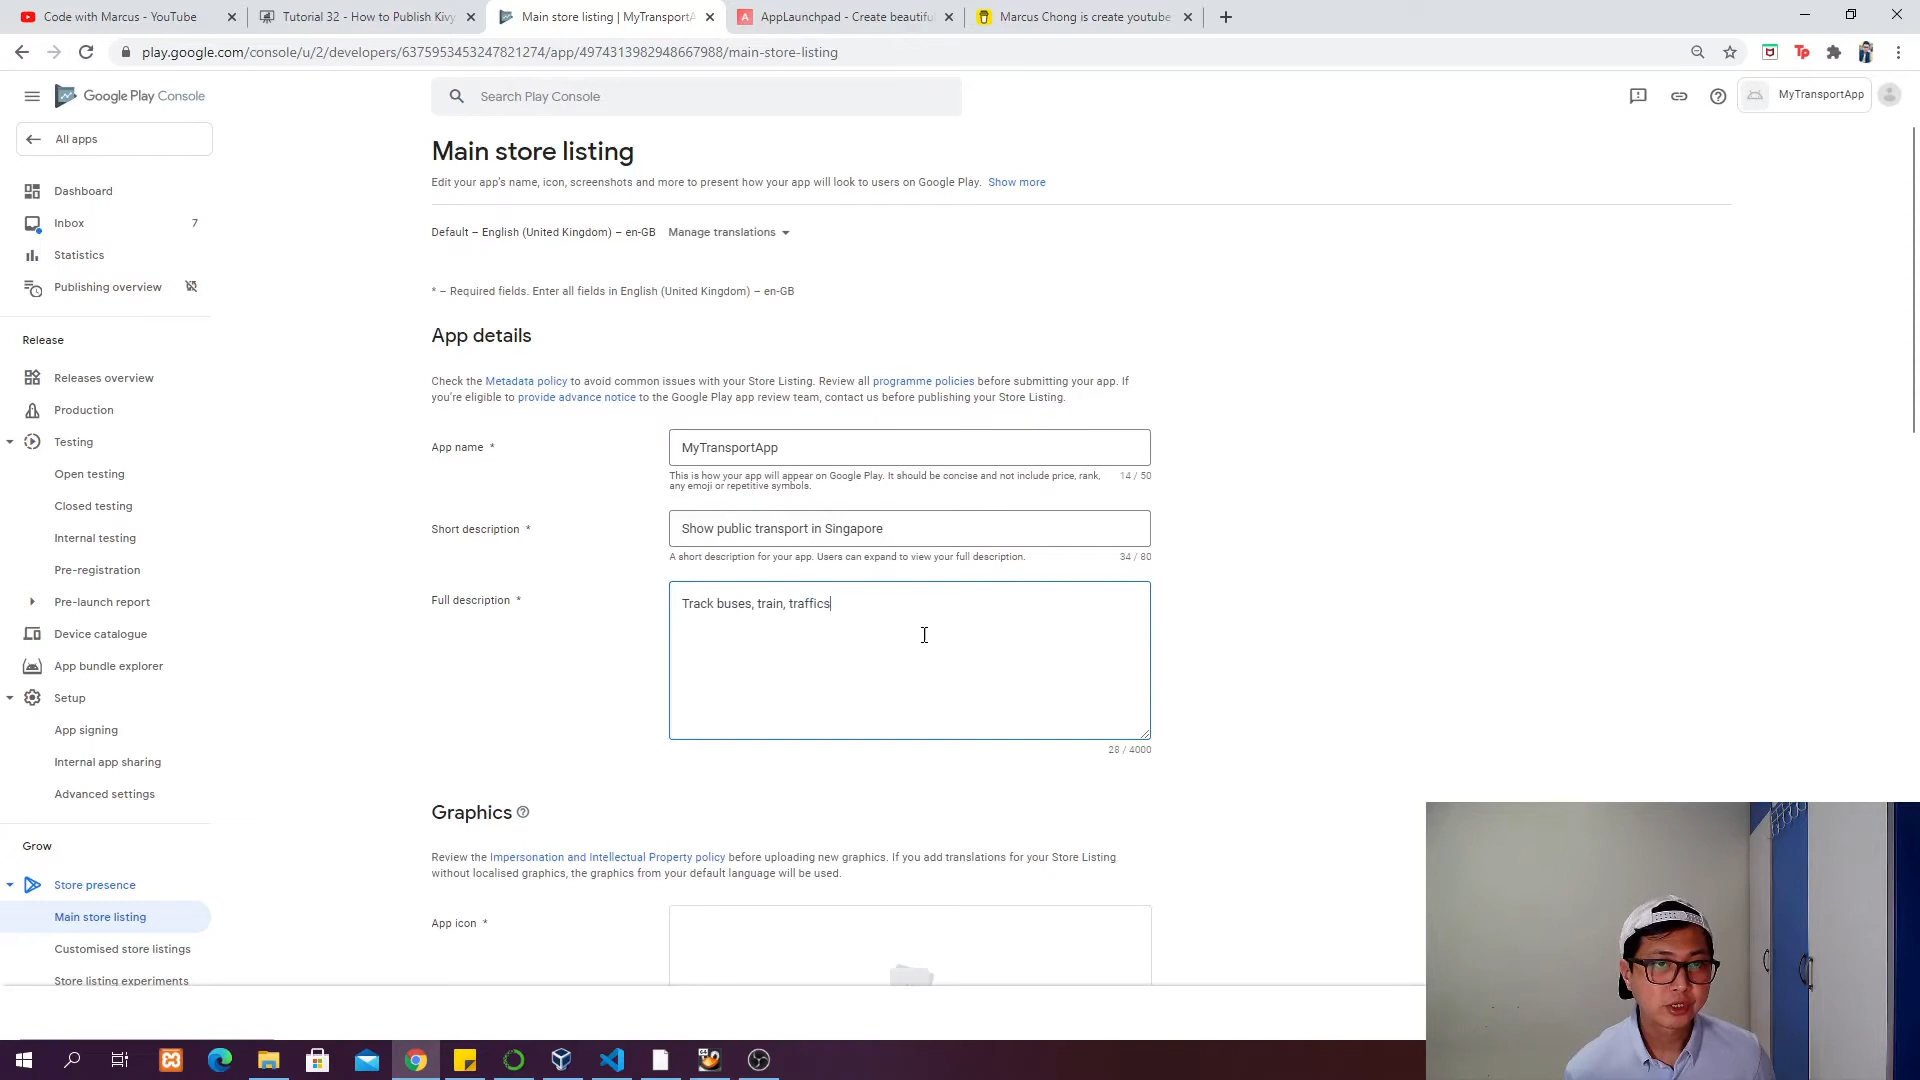 Code with Marcus - YouTube
Tutorial 32 - How to Publish Kivy
Main store listing | MyTransportA
AppLaunchpad - Create beautiful
Marcus Chong is create youtube
play.google.com/console/u/2/developers/6375953453247821274/app/4974313982948667988/main-store-listing
Google Play Console
Search Play Console
MyTransportApp
All apps
Dashboard
Inbox 7
Statistics
Publishing overview
Release
Releases overview
Production
Testing
Open testing
Closed testing
Internal testing
Pre-registration
Pre-launch report
Device catalogue
App bundle explorer
Setup
App signing
Internal app sharing
Advanced settings
Grow
Store presence
Main store listing
Customised store listings
Store listing experiments
Main store listing
Edit your app's name, icon, screenshots and more to present how your app will look to users on Google Play. Show more
Default – English (United Kingdom) – en-GB Manage translations
* – Required fields. Enter all fields in English (United Kingdom) – en-GB
App details
Check the Metadata policy to avoid common issues with your Store Listing. Review all programme policies before submitting your app. If
you're eligible to provide advance notice to the Google Play app review team, contact us before publishing your Store Listing.
App name *
MyTransportApp
This is how your app will appear on Google Play. It should be concise and not include price, rank, 14 / 50
any emoji or repetitive symbols.
Short description *
Show public transport in Singapore
A short description for your app. Users can expand to view your full description. 34 / 80
Full description *
Track buses, train, traffics
28 / 4000
Graphics
Review the Impersonation and Intellectual Property policy before uploading new graphics. If you add translations for your Store Listing
without localised graphics, the graphics from your default language will be used.
App icon *